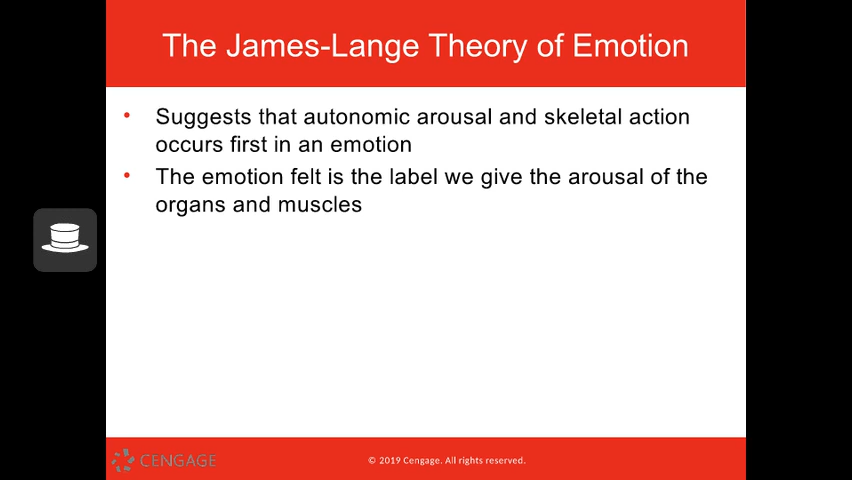 The James-Lange Theory of Emotion
• Suggests that autonomic arousal and skeletal action
occurs first in an emotion
• The emotion felt is the label we give the arousal of the
organs and muscles
CENGAGE
© 2019 Cengage. All rights reserved.